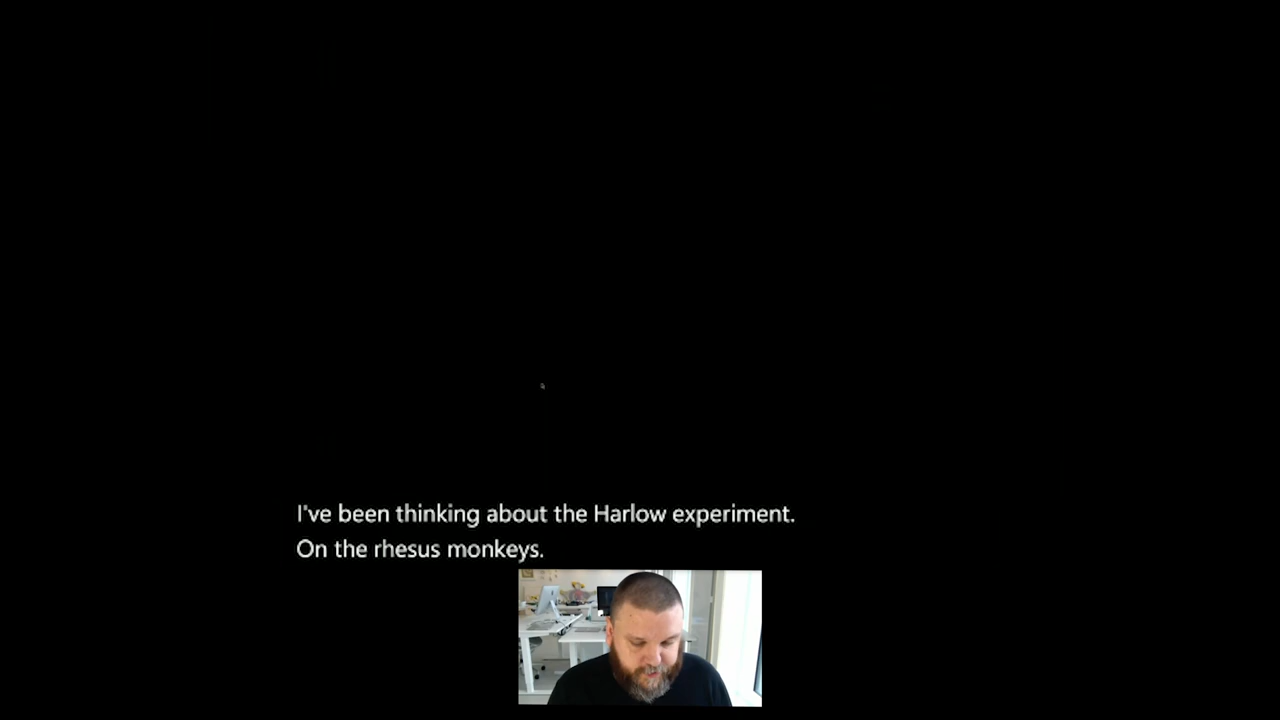 I've been thinking about the Harlow experiment.
On the rhesus monkeys.